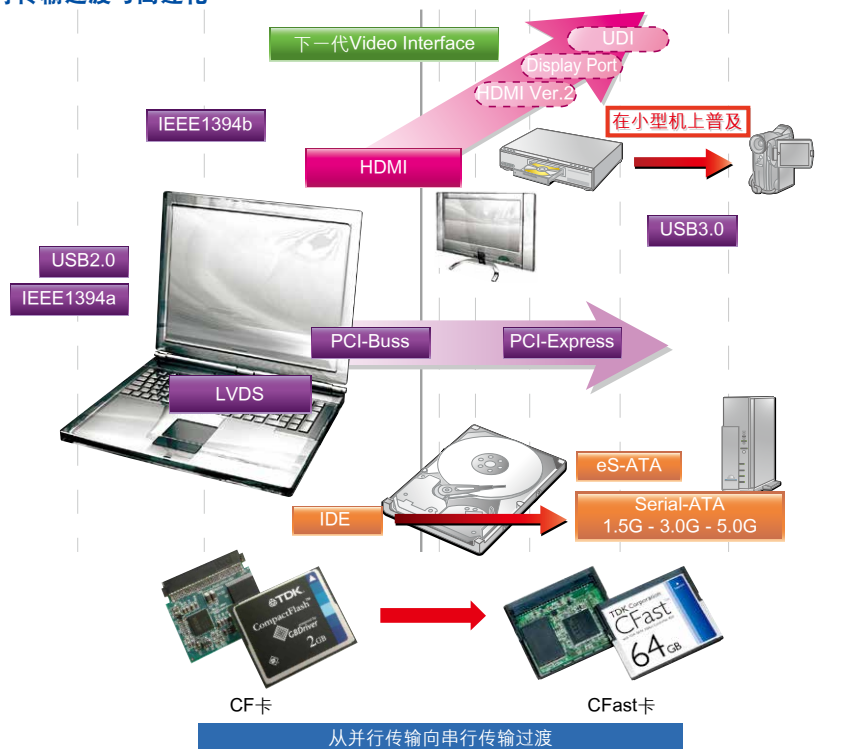 下一代Video Interface
UDI
Display Port
HDMI Ver.2
IEEE1394b
在小型机上普及
HDMI
USB3.0
USB2.0
IEEE1394a
PCI-Buss
PCI-Express
LVDS
eS-ATA
IDE
Serial-ATA
1.5G - 3.0G - 5.0G
TDK
CompactFlash
GBDriver
2GB
TDK Corporation
CFast
64GB
CF卡
CFast卡
从并行传输向串行传输过渡